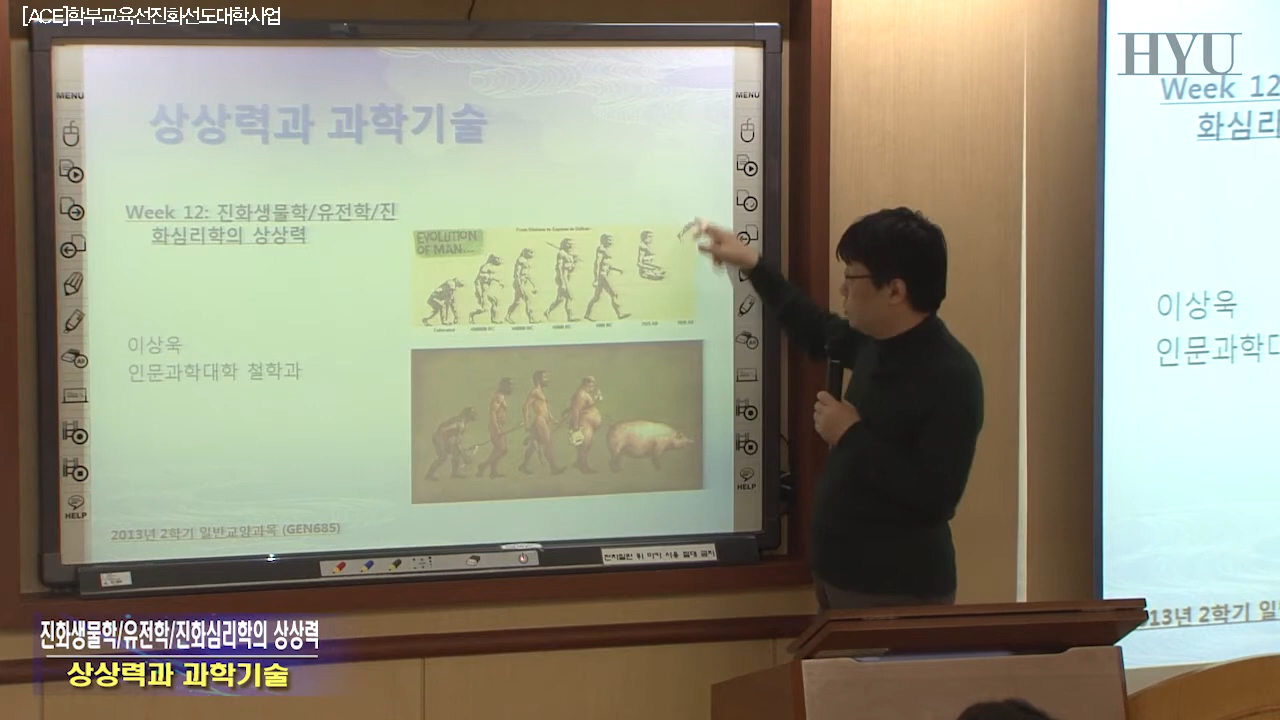 [ACE]학부교육선진화선도대학사업
HYU
MENU
MENU
상상력과 과학기술
Week 12: 진화생물학/유전학/진
화심리학의 상상력
EVOLUTION
OF MAN...
이상욱
인문과학대학 철학과
HELP
HELP
2013년 2학기 일반교양과목 (GEN685)
Week 12
화심리
이상욱
인문과학대
13년 2학기 일
진화생물학/유전학/진화심리학의 상상력
상상력과 과학기술